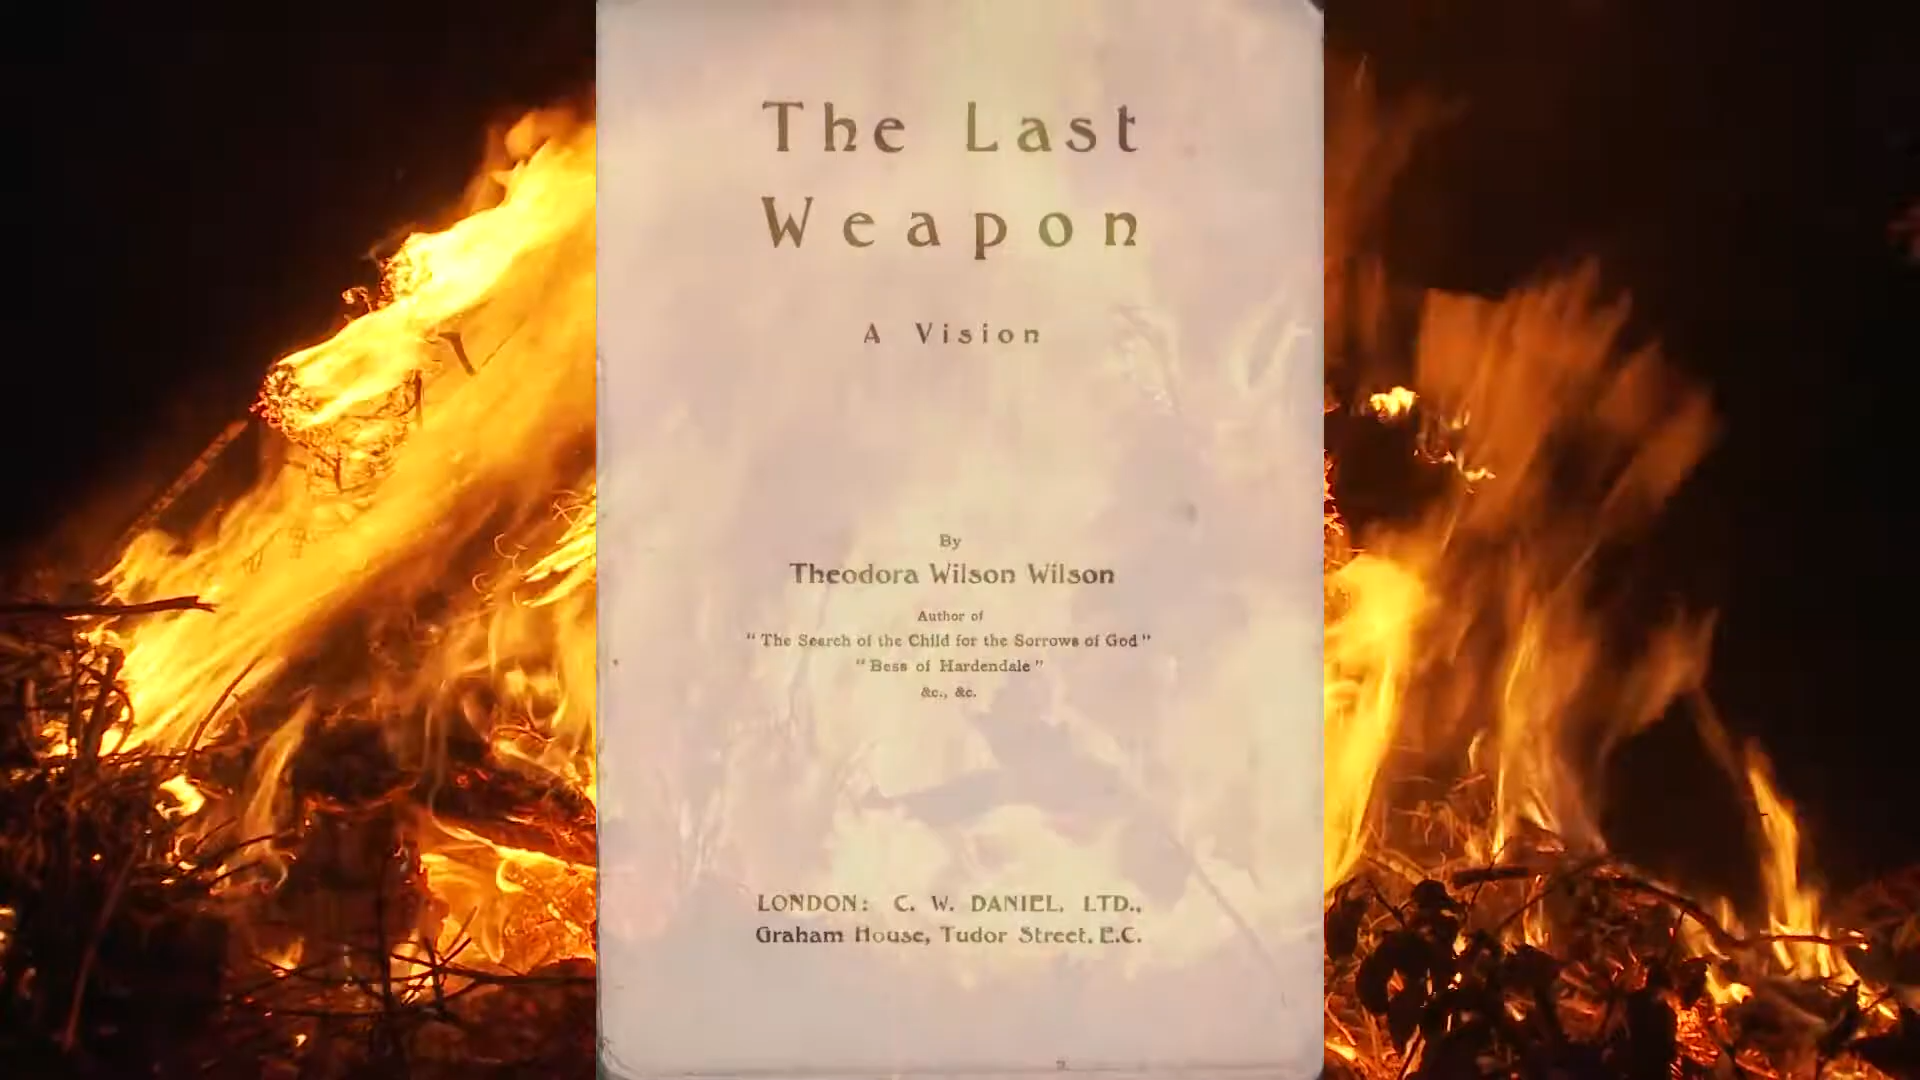 The Last
Weapon
A Vision
By
Theodora Wilson Wilson
Author of
"The Search of the Child for the Sorrows of God"
"Bess of Hardendale"
&c., &c.
LONDON: C. W. DANIEL, LTD.,
Graham House, Tudor Street, E.C.